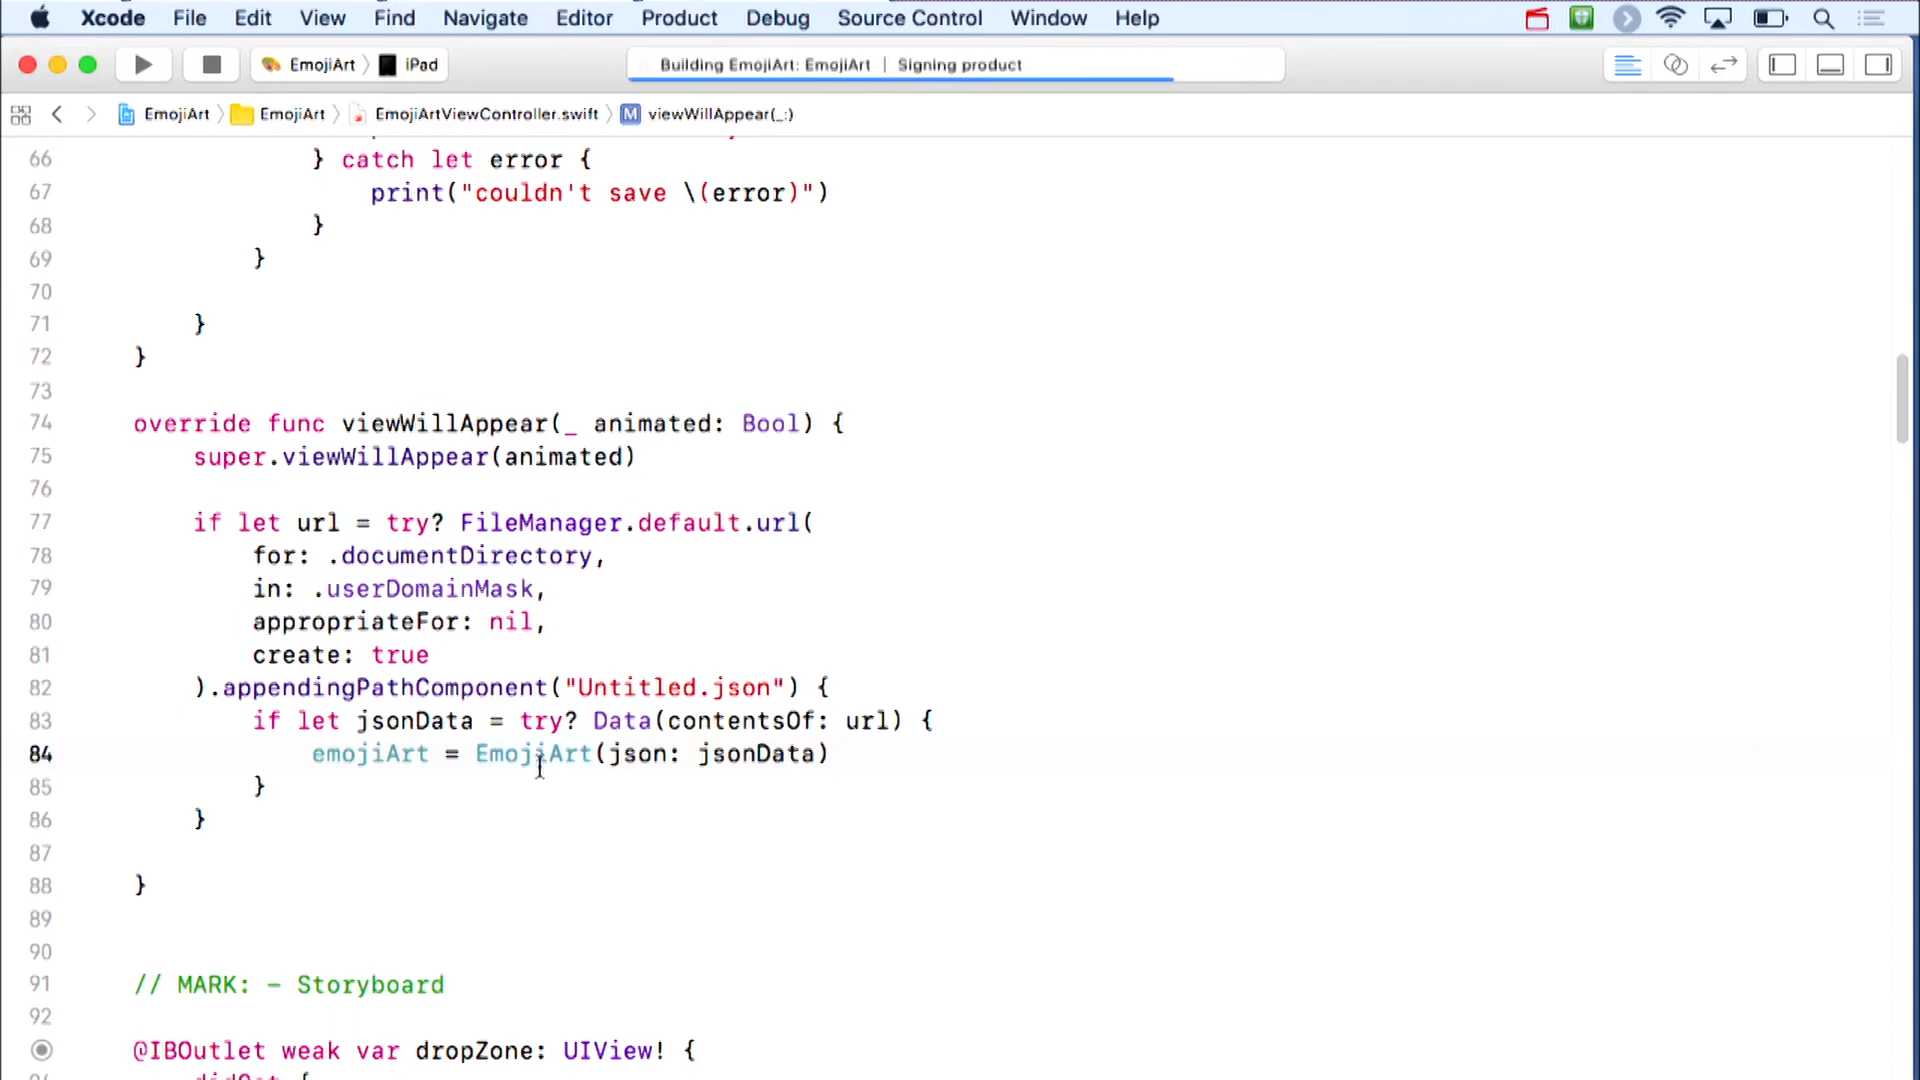 Xcode File Edit View Find Navigate Editor Product Debug Source Control Window Help
EmojiArt iPad Building EmojiArt: EmojiArt | Signing product
EmojiArt EmojiArt EmojiArtViewController.swift M viewWillAppear(_:)
66 } catch let error {
67 print("couldn't save \(error)")
68 }
69 }
70
71 }
72 }
73
74 override func viewWillAppear(_ animated: Bool) {
75 super.viewWillAppear(animated)
76
77 if let url = try? FileManager.default.url(
78 for: .documentDirectory,
79 in: .userDomainMask,
80 appropriateFor: nil,
81 create: true
82 ).appendingPathComponent("Untitled.json") {
83 if let jsonData = try? Data(contentsOf: url) {
84 emojiArt = EmojiArt(json: jsonData)
85 }
86 }
87
88 }
89
90
91 // MARK: - Storyboard
92
@IBOutlet weak var dropZone: UIView! {